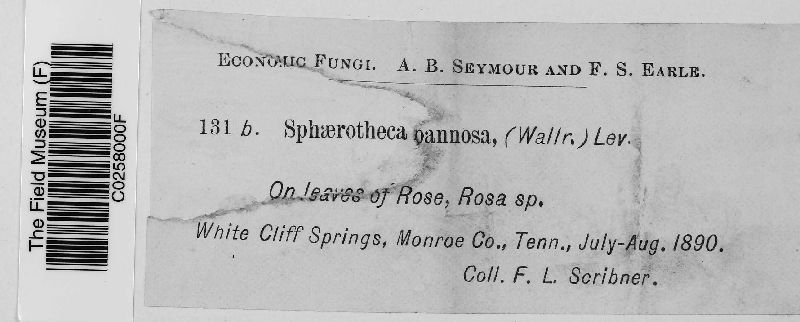 The Field Museum (F)
C0258000F
Economic Fungi. A. B. Seymour and F. S. Earle.
131 b. Sphærotheca pannosa, (Wallr.) Lev.
On leaves of Rose, Rosa sp.
White Cliff Springs, Monroe Co., Tenn., July-Aug. 1890.
Coll. F. L. Scribner.